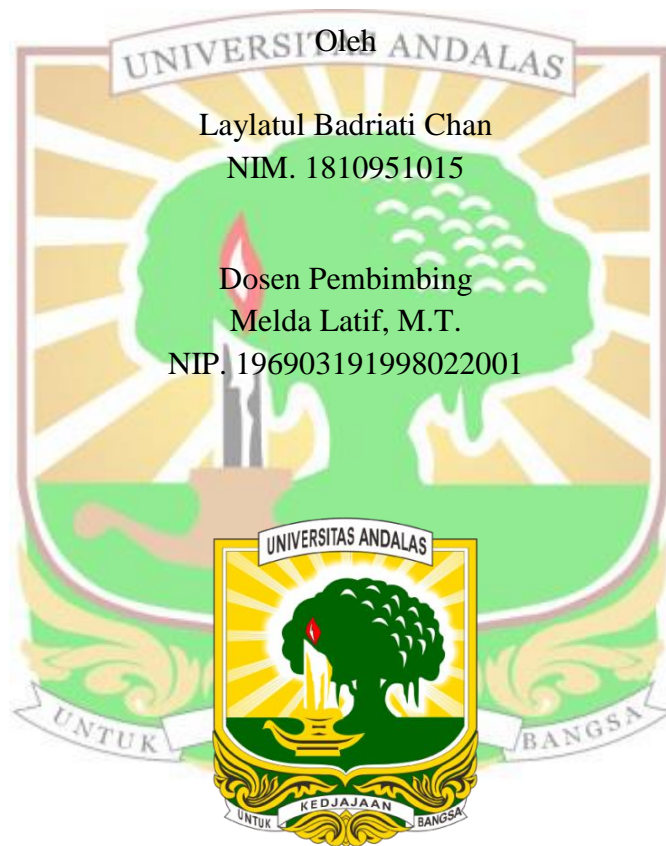 UNIVERSITAS ANDALAS
Oleh
Laylatul Badriati Chan
NIM. 1810951015
Dosen Pembimbing
Melda Latif, M.T.
NIP. 196903191998022001
UNIVERSITAS ANDALAS
UNTUK BANGSA
UNTUK KEDJAJAAN BANGSA